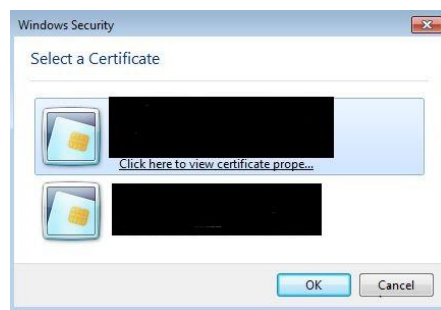 Windows Security
Select a Certificate
Click here to view certificate prope...
OK
Cancel